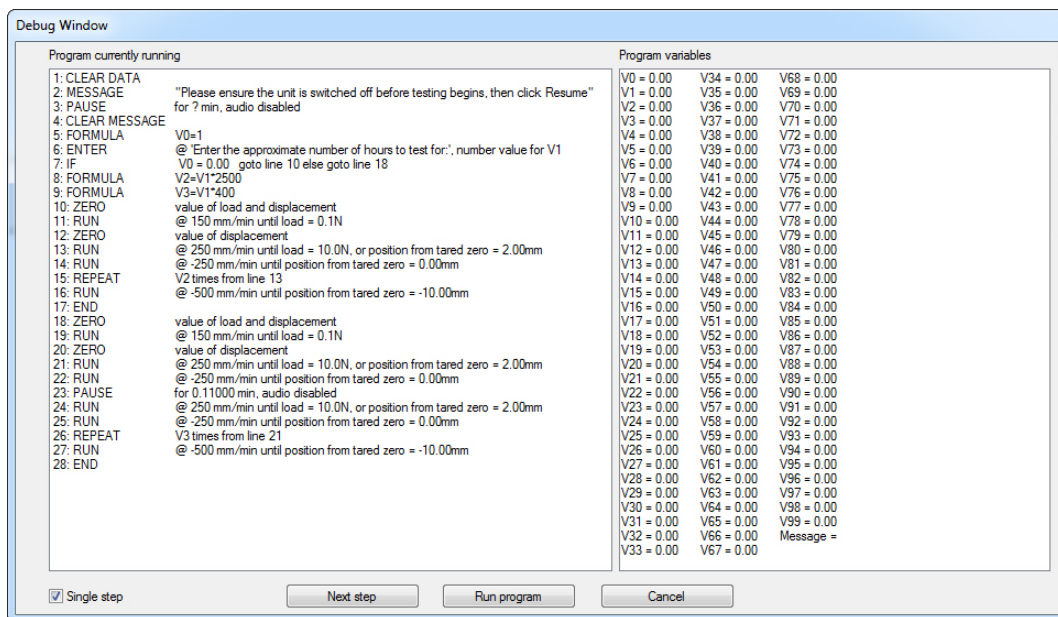 Debug Window
Program currently running
1: CLEAR DATA
2: MESSAGE "Please ensure the unit is switched off before testing begins, then click Resume"
3: PAUSE for ? min, audio disabled
4: CLEAR MESSAGE
5: FORMULA V0=1
6: ENTER @ 'Enter the approximate number of hours to test for:', number value for V1
7: IF V0 = 0.00 goto line 10 else goto line 18
8: FORMULA V2=V1*2500
9: FORMULA V3=V1*400
10: ZERO value of load and displacement
11: RUN @ 150 mm/min until load = 0.1N
12: ZERO value of displacement
13: RUN @ 250 mm/min until load = 10.0N, or position from tared zero = 2.00mm
14: RUN @ -250 mm/min until position from tared zero = 0.00mm
15: REPEAT V2 times from line 13
16: RUN @ -500 mm/min until position from tared zero = -10.00mm
17: END
18: ZERO value of load and displacement
19: RUN @ 150 mm/min until load = 0.1N
20: ZERO value of displacement
21: RUN @ 250 mm/min until load = 10.0N, or position from tared zero = 2.00mm
22: RUN @ -250 mm/min until position from tared zero = 0.00mm
23: PAUSE for 0.11000 min, audio disabled
24: RUN @ 250 mm/min until load = 10.0N, or position from tared zero = 2.00mm
25: RUN @ -250 mm/min until position from tared zero = 0.00mm
26: REPEAT V3 times from line 21
27: RUN @ -500 mm/min until position from tared zero = -10.00mm
28: END
Program variables
V0 = 0.00 V34 = 0.00 V68 = 0.00
V1 = 0.00 V35 = 0.00 V69 = 0.00
V2 = 0.00 V36 = 0.00 V70 = 0.00
V3 = 0.00 V37 = 0.00 V71 = 0.00
V4 = 0.00 V38 = 0.00 V72 = 0.00
V5 = 0.00 V39 = 0.00 V73 = 0.00
V6 = 0.00 V40 = 0.00 V74 = 0.00
V7 = 0.00 V41 = 0.00 V75 = 0.00
V8 = 0.00 V42 = 0.00 V76 = 0.00
V9 = 0.00 V43 = 0.00 V77 = 0.00
V10 = 0.00 V44 = 0.00 V78 = 0.00
V11 = 0.00 V45 = 0.00 V79 = 0.00
V12 = 0.00 V46 = 0.00 V80 = 0.00
V13 = 0.00 V47 = 0.00 V81 = 0.00
V14 = 0.00 V48 = 0.00 V82 = 0.00
V15 = 0.00 V49 = 0.00 V83 = 0.00
V16 = 0.00 V50 = 0.00 V84 = 0.00
V17 = 0.00 V51 = 0.00 V85 = 0.00
V18 = 0.00 V52 = 0.00 V86 = 0.00
V19 = 0.00 V53 = 0.00 V87 = 0.00
V20 = 0.00 V54 = 0.00 V88 = 0.00
V21 = 0.00 V55 = 0.00 V89 = 0.00
V22 = 0.00 V56 = 0.00 V90 = 0.00
V23 = 0.00 V57 = 0.00 V91 = 0.00
V24 = 0.00 V58 = 0.00 V92 = 0.00
V25 = 0.00 V59 = 0.00 V93 = 0.00
V26 = 0.00 V60 = 0.00 V94 = 0.00
V27 = 0.00 V61 = 0.00 V95 = 0.00
V28 = 0.00 V62 = 0.00 V96 = 0.00
V29 = 0.00 V63 = 0.00 V97 = 0.00
V30 = 0.00 V64 = 0.00 V98 = 0.00
V31 = 0.00 V65 = 0.00 V99 = 0.00
V32 = 0.00 V66 = 0.00 Message =
V33 = 0.00 V67 = 0.00
Single step Next step Run program Cancel